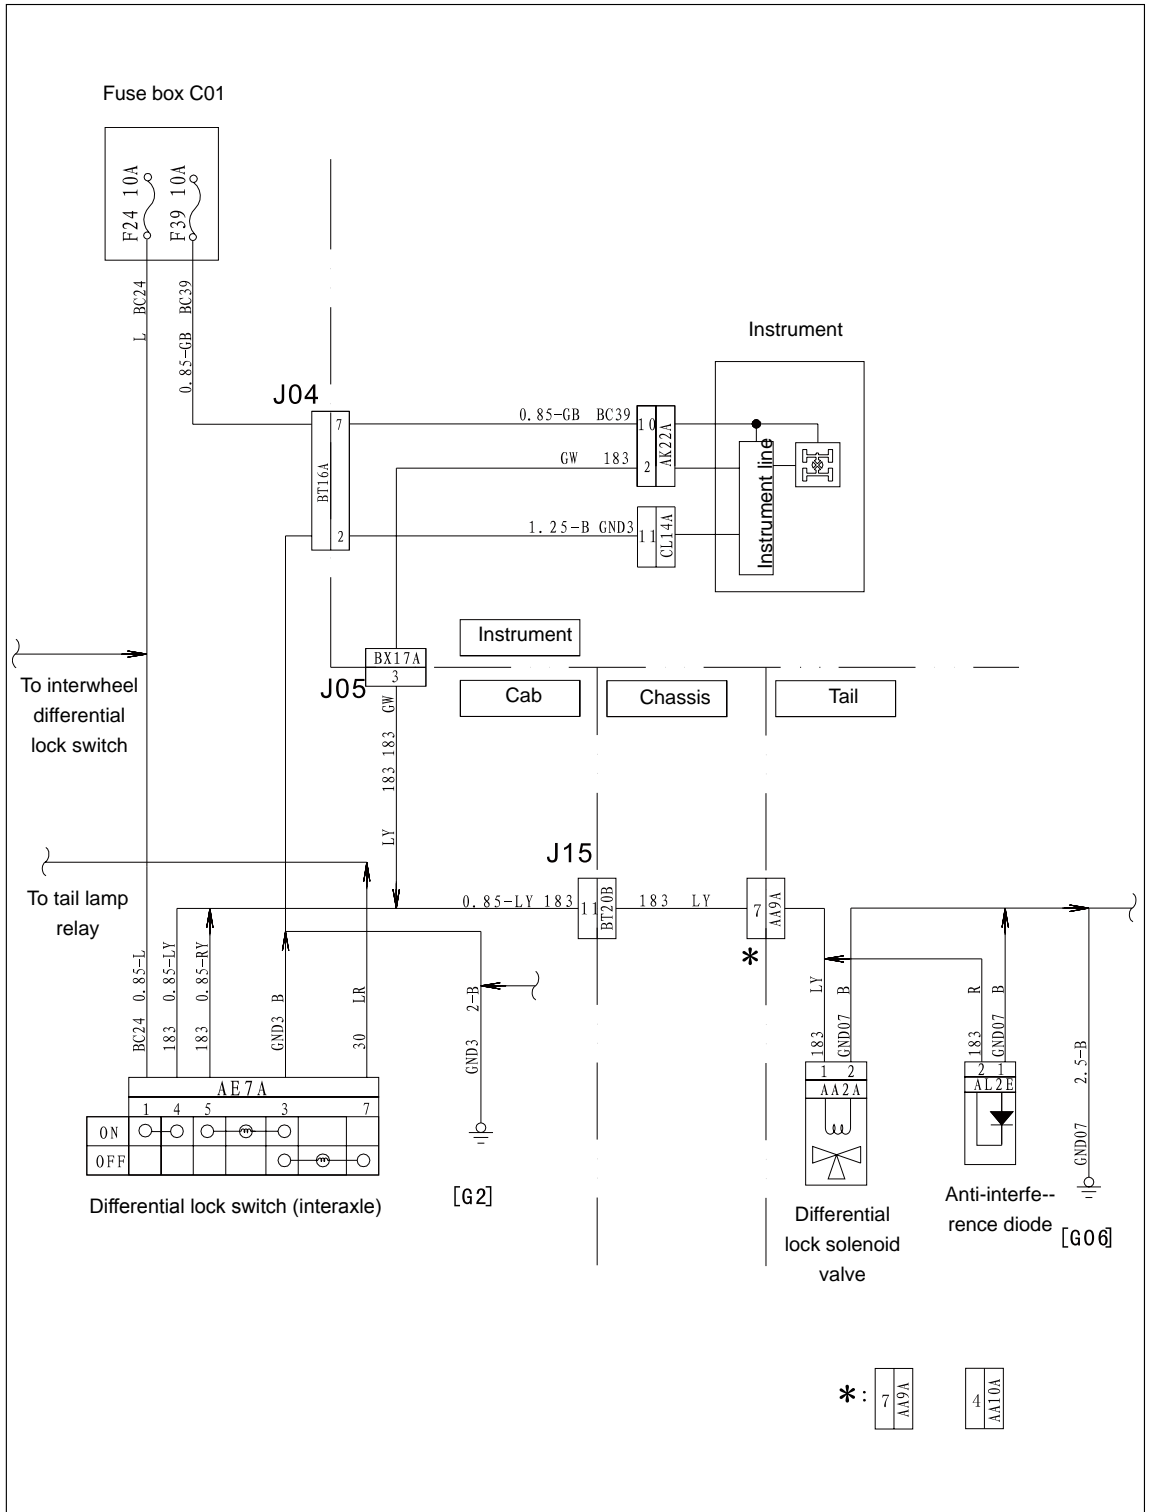 Fuse box C01
F24 10A
F39 10A
L BC24
0.85-GB BC39
Instrument
J04
7
BT16A
2
0.85-GB BC39
GW 183
1.25-B GND3
10
2
AK22A
11
CL14A
Instrument line
BX17A
3
J05
Instrument
Cab
Chassis
Tail
To interwheel
differential
lock switch
LY 183 183 GW
J15
To tail lamp
relay
0.85-LY 183
11
BT20B
183 LY
7
AA9A
*
BC24 0.85-L
183 0.85-LY
183 0.85-RY
GND3 B
30 LR
GND3 2-B
183 LY
GND07 B
183 R
GND07 B
GND07 2.5-B
AE7A
1 4 5 3 7
ON
OFF
1 2
AA2A
2 1
AL2E
Differential lock switch (interaxle)
[G2]
Differential
lock solenoid
valve
Anti-interfe--
rence diode
[G06]
*:
7
AA9A
4
AA10A